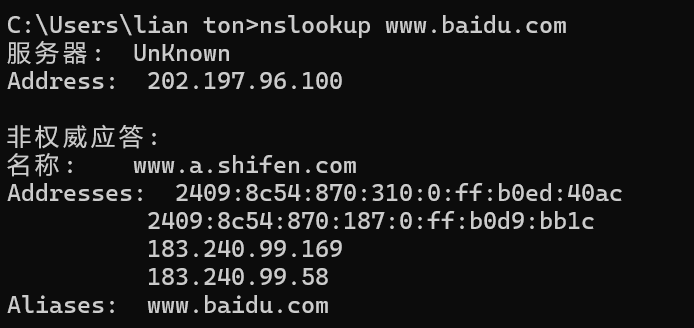 C:\Users\lian ton>nslookup www.baidu.com
服务器:  UnKnown
Address:  202.197.96.100

非权威应答:
名称:    www.a.shifen.com
Addresses:  2409:8c54:870:310:0:ff:b0ed:40ac
          2409:8c54:870:187:0:ff:b0d9:bb1c
          183.240.99.169
          183.240.99.58
Aliases:  www.baidu.com